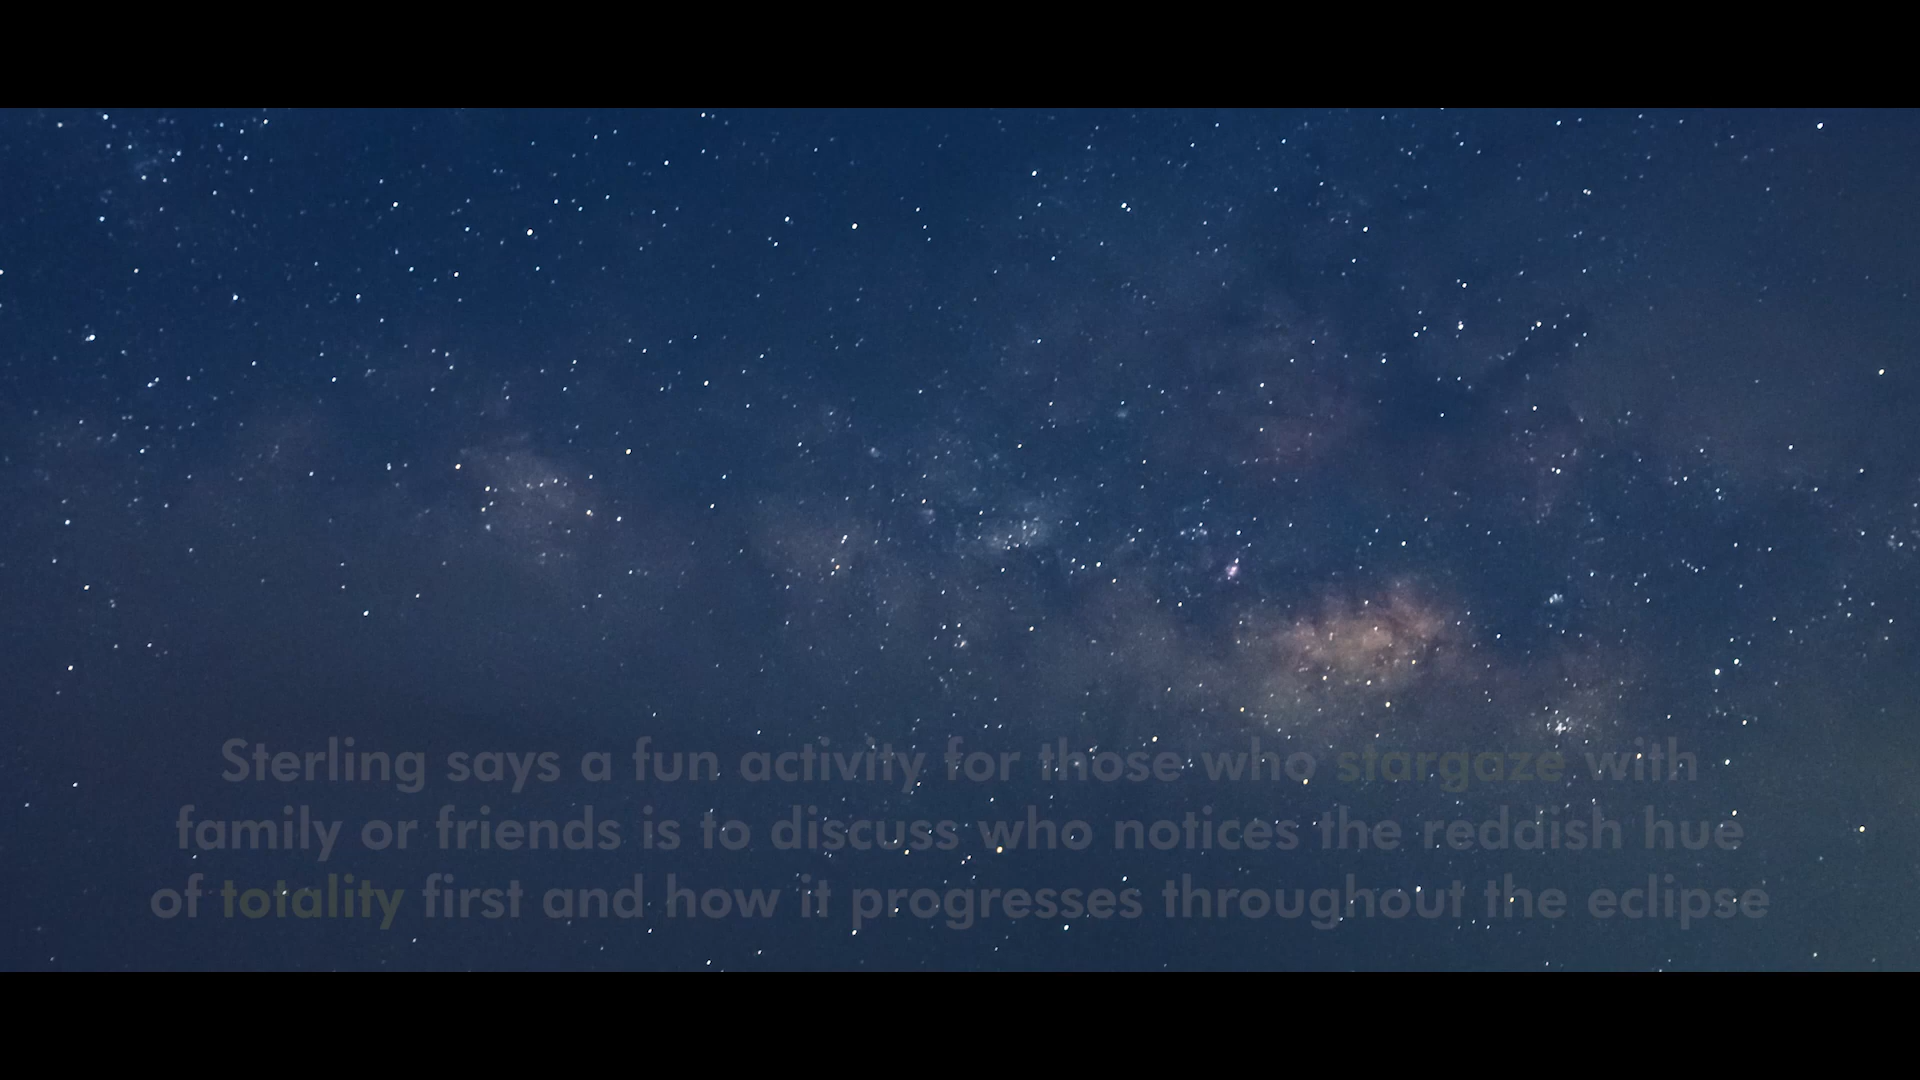 Sterling says a fun activity for those who stargaze with
family or friends is to discuss who notices the reddish hue
of totality first and how it progresses throughout the eclipse